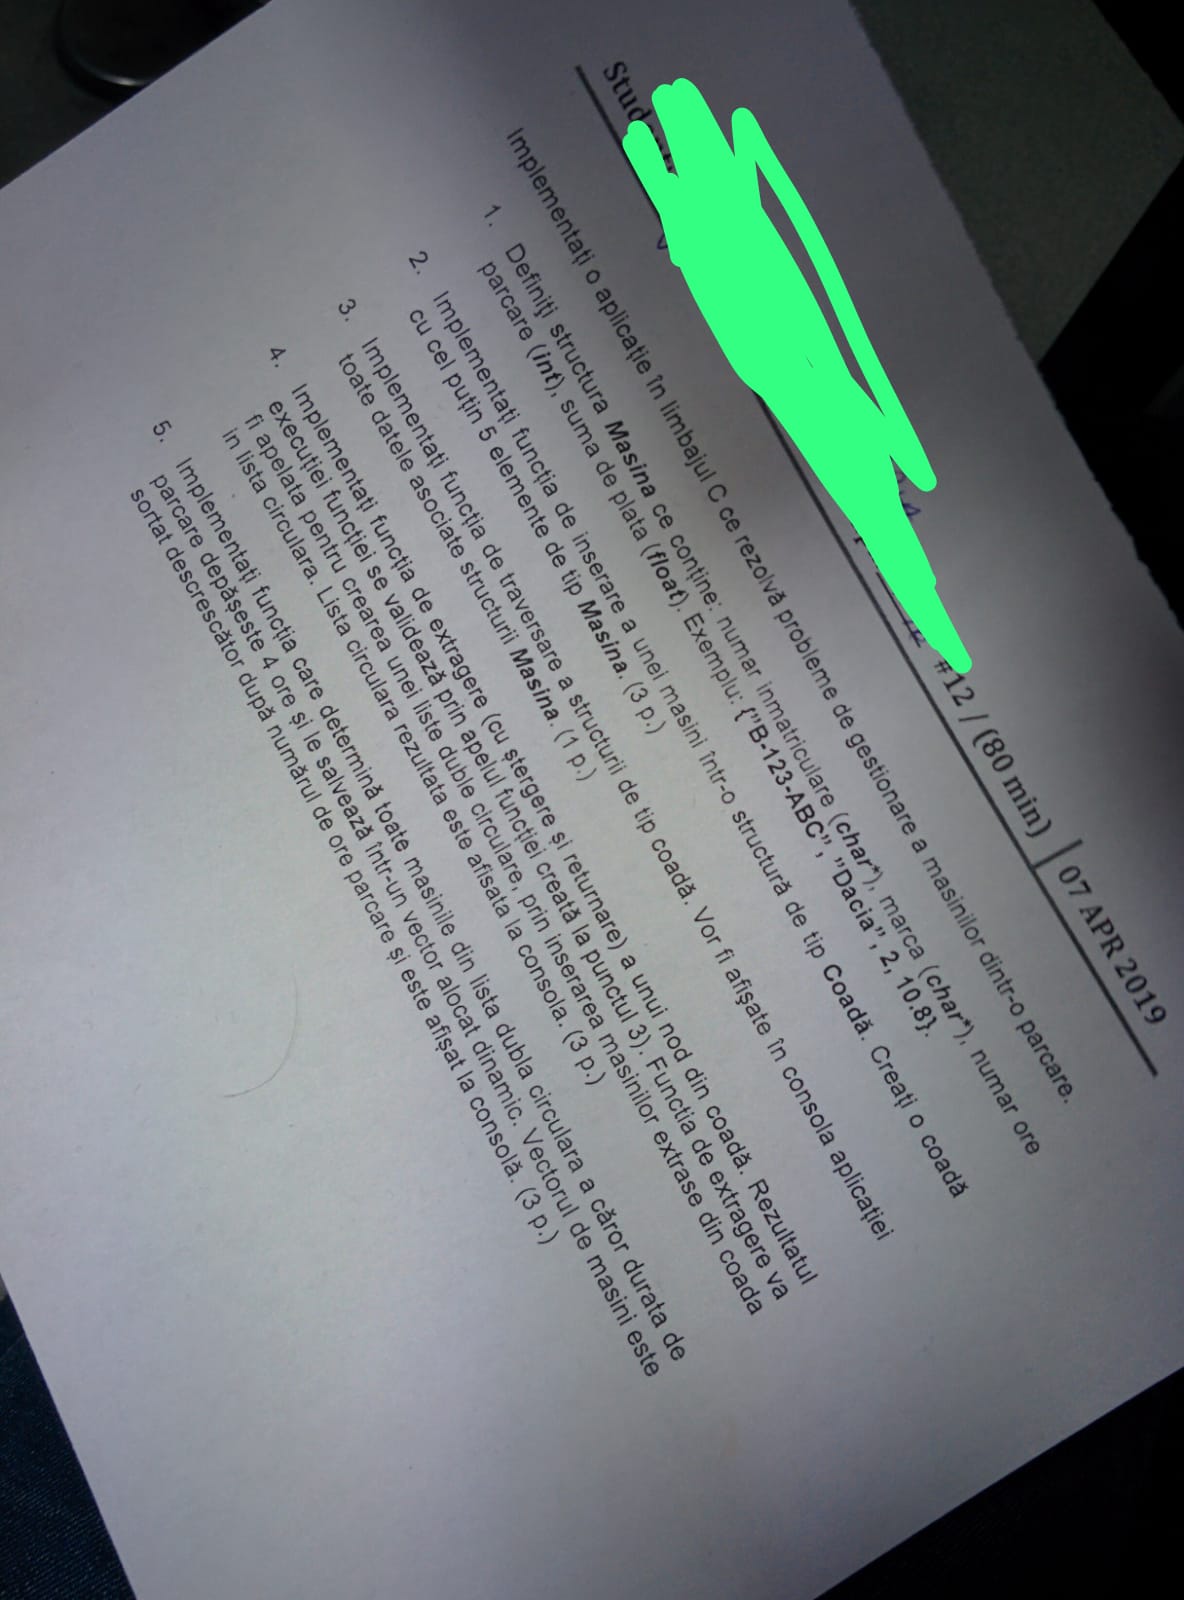 #12 / (80 min) | 07 APR 2019
Implementați o aplicație în limbajul C ce rezolvă probleme de gestionare a masinilor dintr-o parcare.
1. Definiți structura Masina ce conține: numar inmatriculare (char*), marca (char*), numar ore
parcare (int), suma de plata (float). Exemplu: {"B-123-ABC", "Dacia", 2, 10.8}.
2. Implementați funcția de inserare a unei masini într-o structură de tip Coadă. Creați o coadă
cu cel puțin 5 elemente de tip Masina. (3 p.)
3. Implementați funcția de traversare a structurii de tip coadă. Vor fi afișate în consola aplicației
toate datele asociate structurii Masina. (1 p.)
4. Implementați funcția de extragere (cu ștergere și returnare) a unui nod din coadă. Rezultatul
execuției funcției se validează prin apelul funcției creată la punctul 3). Functia de extragere va
fi apelata pentru crearea unei liste duble circulare, prin inserarea masinilor extrase din coada
in lista circulara. Lista circulara rezultata este afisata la consola. (3 p.)
5. Implementați funcția care determină toate masinile din lista dubla circulara a căror durata de
parcare depășeste 4 ore și le salvează într-un vector alocat dinamic. Vectorul de masini este
sortat descrescător după numărul de ore parcare și este afișat la consolă. (3 p.)